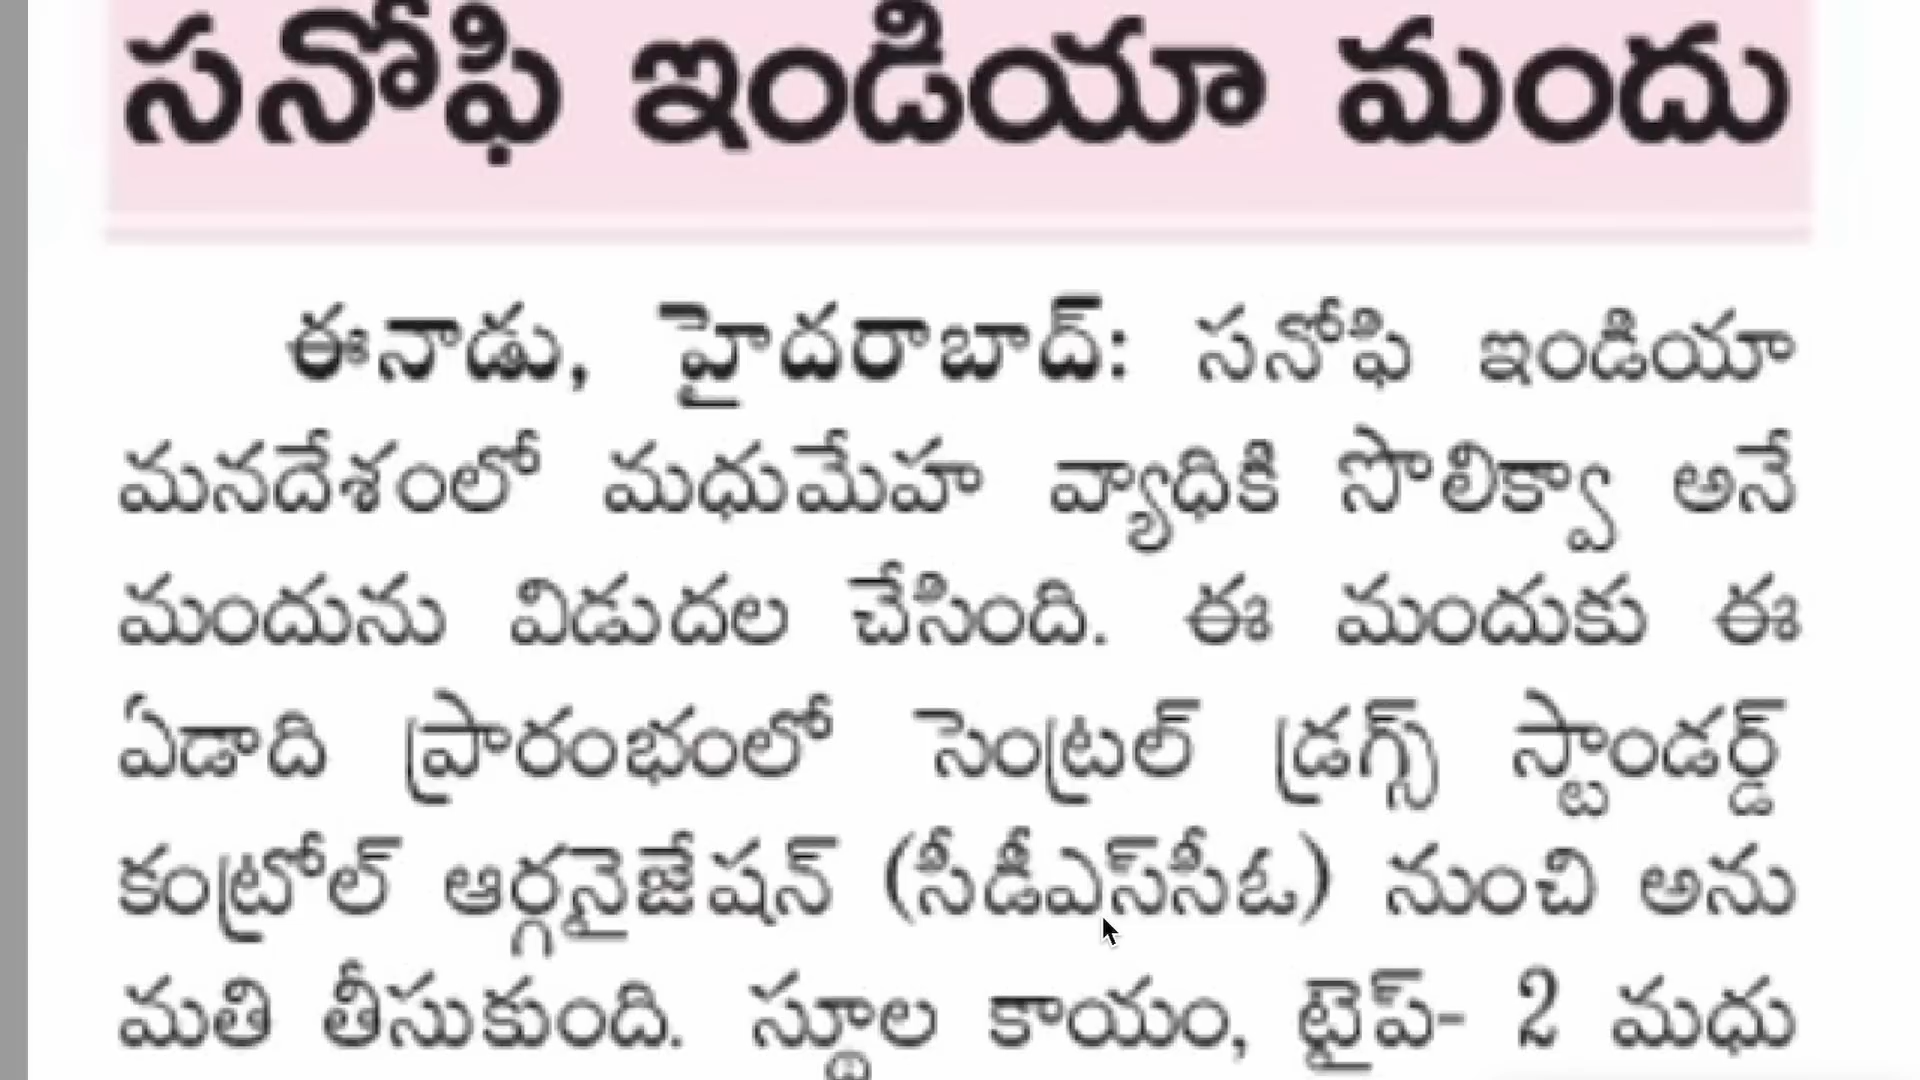 సనోఫి ఇండియా మందు
ఈనాడు, హైదరాబాద్: సనోఫి ఇండియా
మనదేశంలో మధుమేహ వ్యాధికి సొలిక్వా అనే
మందును విడుదల చేసింది. ఈ మందుకు ఈ
ఏడాది ప్రారంభంలో సెంట్రల్ డ్రగ్స్ స్టాండర్డ్
కంట్రోల్ ఆర్గనైజేషన్ (సీడీఎస్‌సీఓ) నుంచి అను
మతి తీసుకుంది. స్థూల కాయం, టైప్- 2 మధు